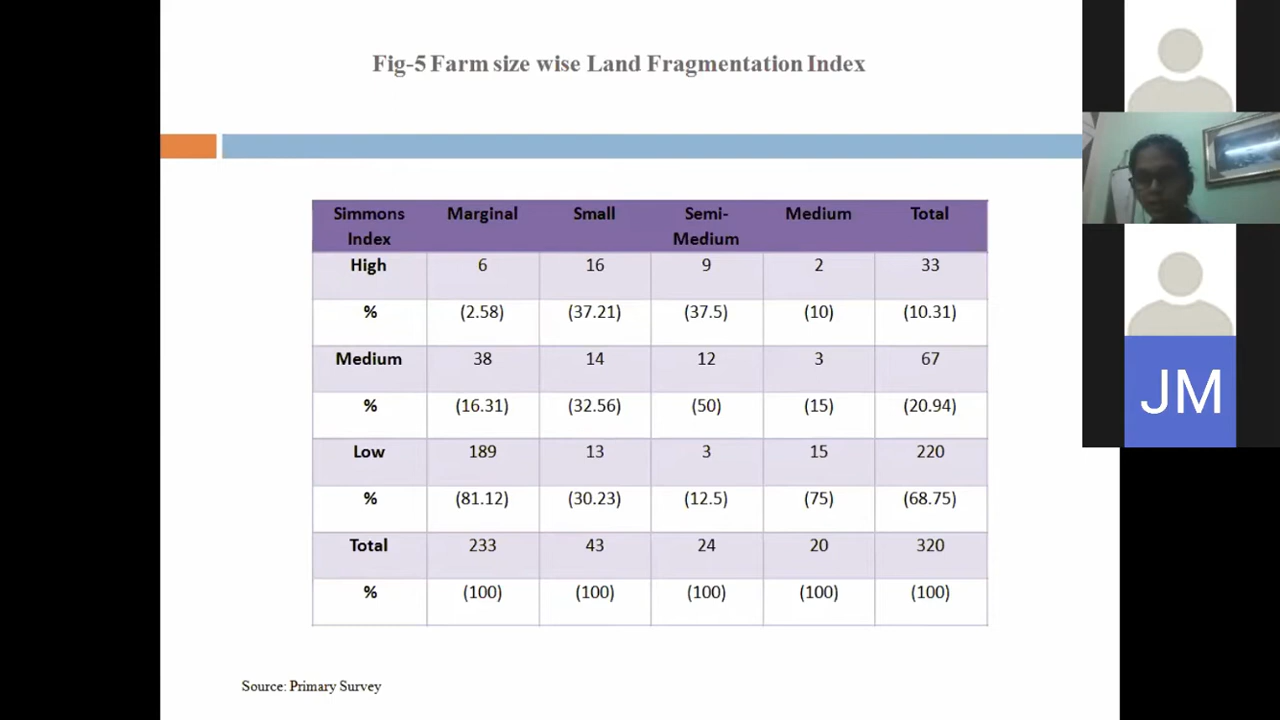 Fig-5 Farm size wise Land Fragmentation Index
Simmons Index Marginal Small Semi-Medium Medium Total
High 6 16 9 2 33
% (2.58) (37.21) (37.5) (10) (10.31)
Medium 38 14 12 3 67
% (16.31) (32.56) (50) (15) (20.94)
Low 189 13 3 15 220
% (81.12) (30.23) (12.5) (75) (68.75)
Total 233 43 24 20 320
% (100) (100) (100) (100) (100)
Source: Primary Survey
JM